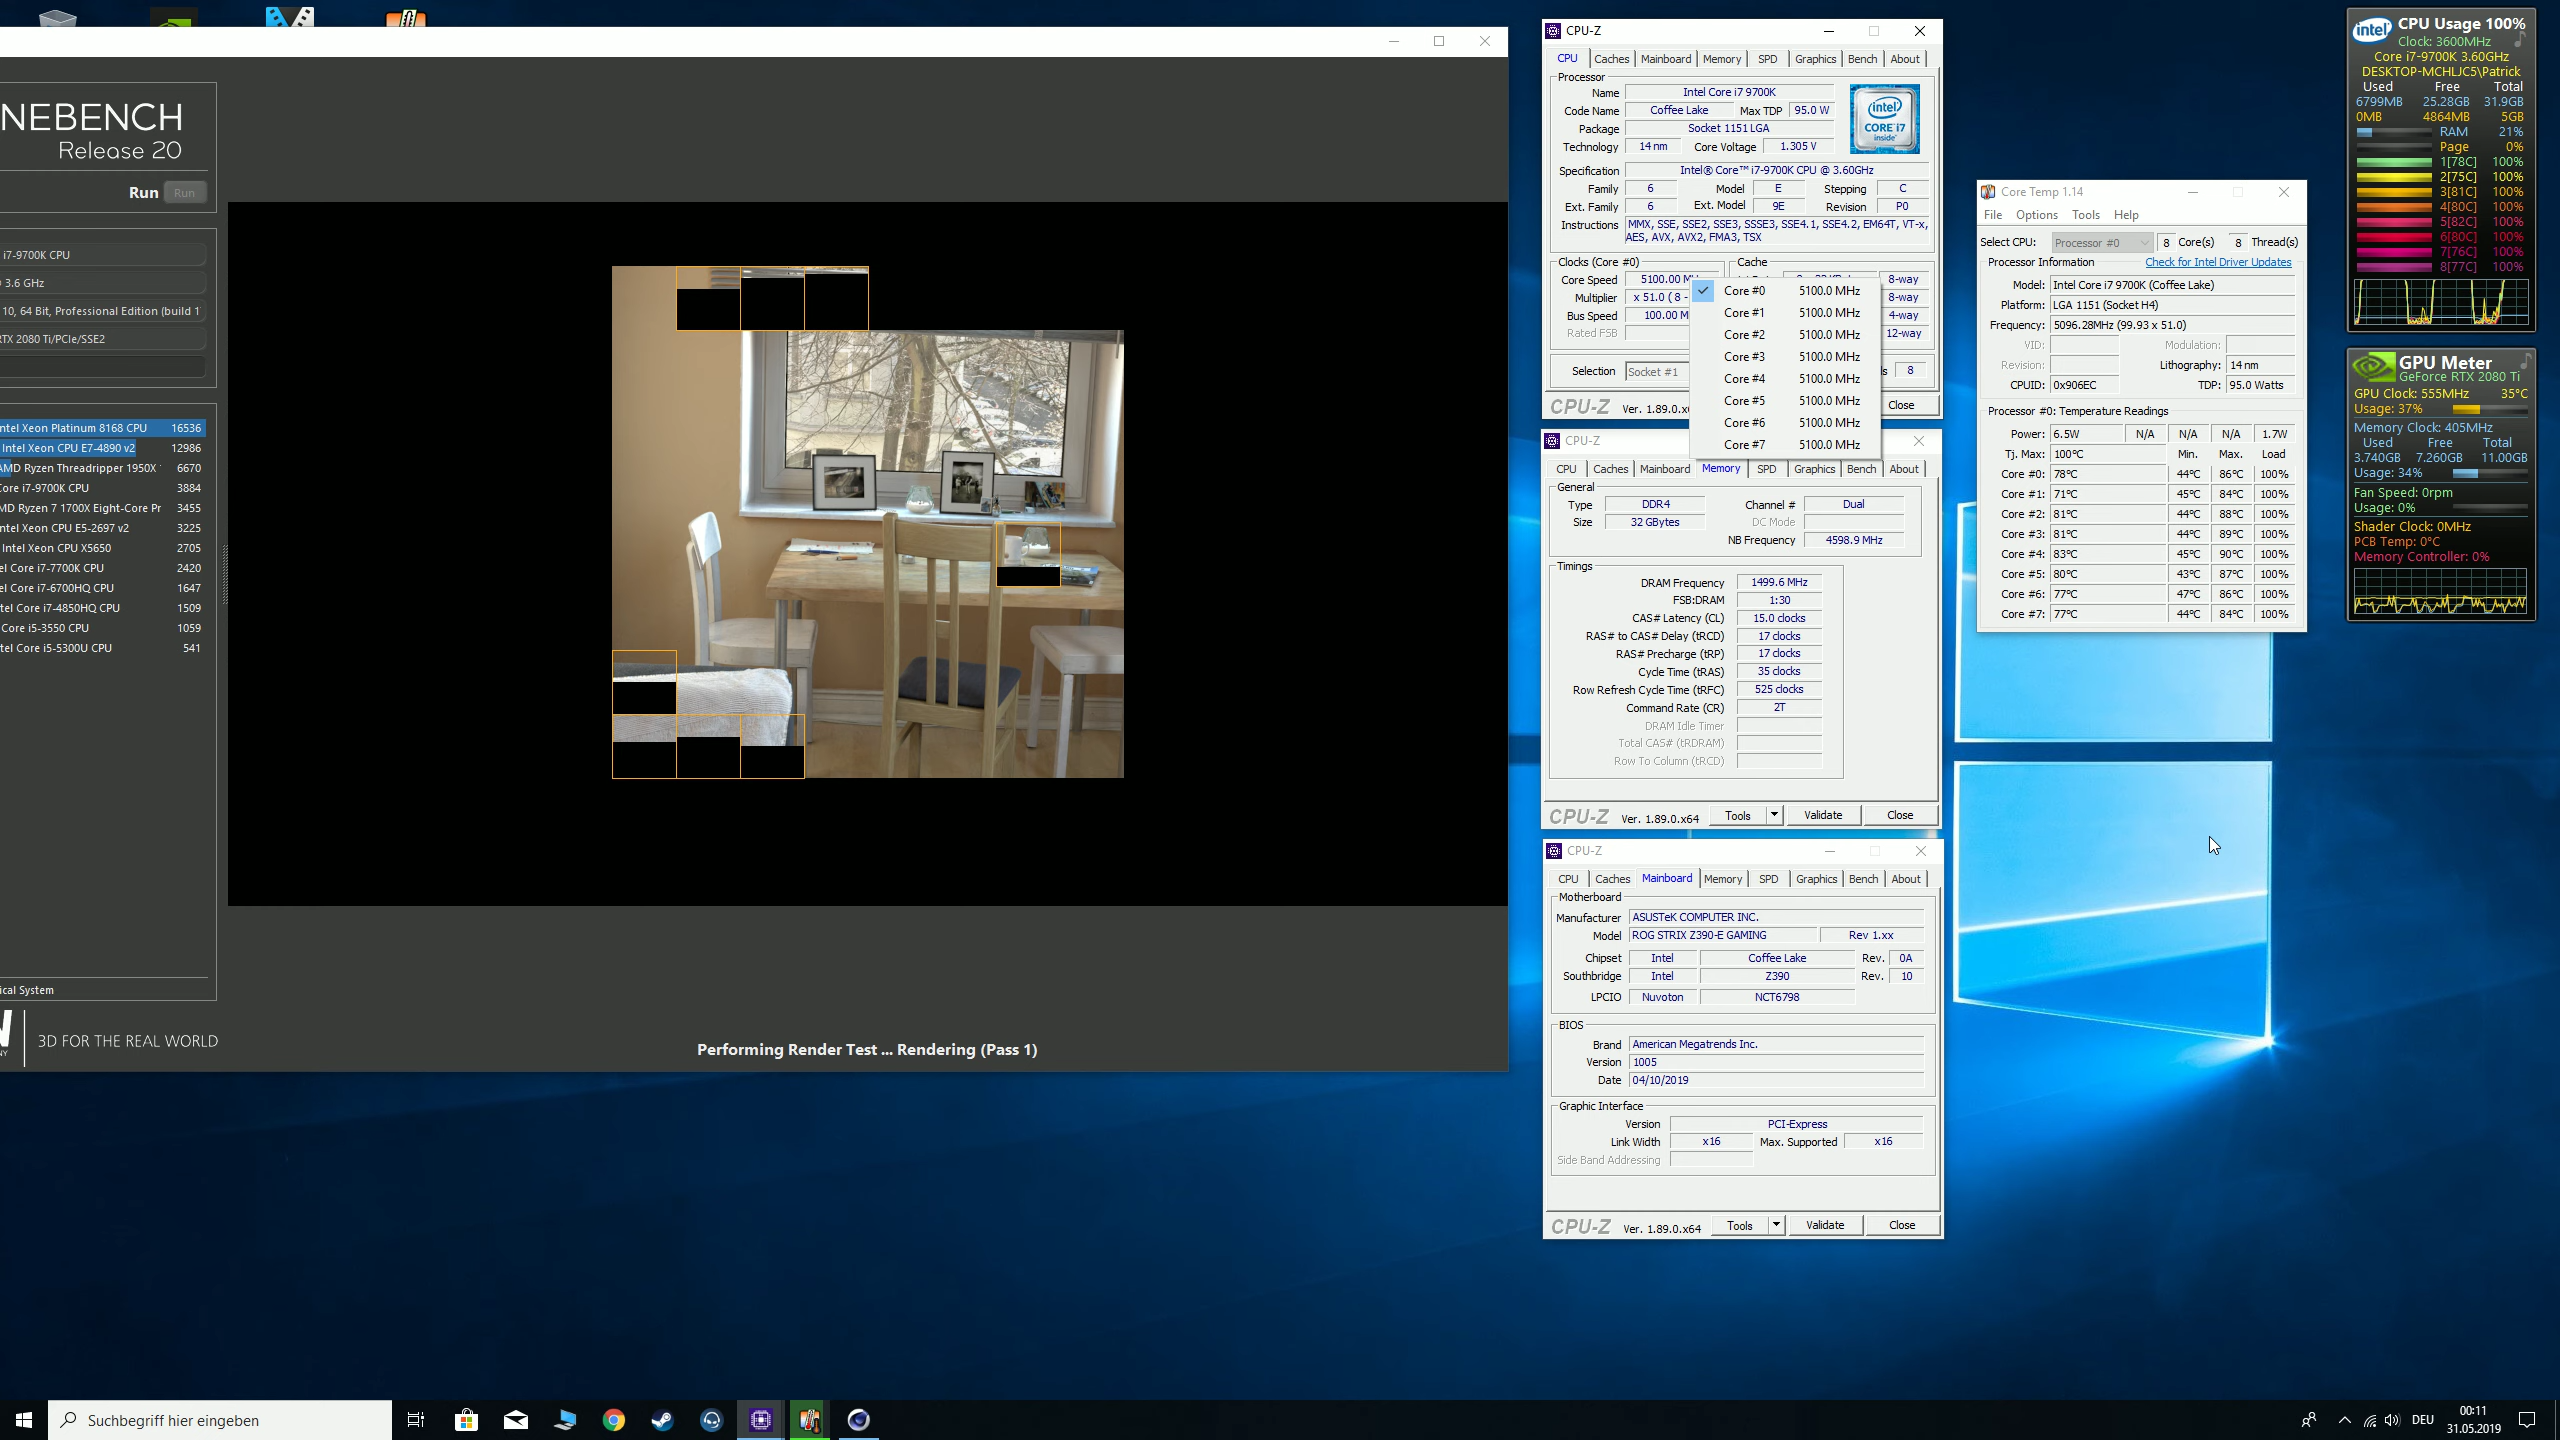 NEBENCH
Release 20
Run Run
i7-9700K CPU
3.6 GHz
10, 64 Bit, Professional Edition (build 1
TX 2080 Ti/PCIe/SSE2
ntel Xeon Platinum 8168 CPU 16536
Intel Xeon CPU E7-4890 v2 12986
AMD Ryzen Threadripper 1950X 6670
Core i7-9700K CPU 3884
MD Ryzen 7 1700X Eight-Core Pr 3455
ntel Xeon CPU E5-2697 v2 3225
Intel Xeon CPU X5650 2705
el Core i7-7700K CPU 2420
el Core i7-6700HQ CPU 1647
tel Core i7-4850HQ CPU 1509
Core i5-3550 CPU 1059
tel Core i5-5300U CPU 541
ical System
3D FOR THE REAL WORLD
Performing Render Test ... Rendering (Pass 1)
CPU-Z
CPU Caches Mainboard Memory SPD Graphics Bench About
Processor
Name Intel Core i7 9700K
Code Name Coffee Lake Max TDP 95.0 W
Package Socket 1151 LGA
Technology 14 nm Core Voltage 1.305 V
intel CORE i7 inside
Specification Intel® Core™ i7-9700K CPU @ 3.60GHz
Family 6 Model E Stepping C
Ext. Family 6 Ext. Model 9E Revision P0
Instructions MMX, SSE, SSE2, SSE3, SSSE3, SSE4.1, SSE4.2, EM64T, VT-x,
AES, AVX, AVX2, FMA3, TSX
Clocks (Core #0) Cache
Core Speed 5100.00 M 8-way
Multiplier x 51.0 ( 8 - 8-way
Bus Speed 100.00 M 4-way
Rated FSB 12-way
Core #0 5100.0 MHz
Core #1 5100.0 MHz
Core #2 5100.0 MHz
Core #3 5100.0 MHz
Core #4 5100.0 MHz
Core #5 5100.0 MHz
Core #6 5100.0 MHz
Core #7 5100.0 MHz
Selection Socket #1 8
CPU-Z Ver. 1.89.0.x Close
CPU-Z
CPU Caches Mainboard Memory SPD Graphics Bench About
General
Type DDR4 Channel # Dual
Size 32 GBytes DC Mode
NB Frequency 4598.9 MHz
Timings
DRAM Frequency 1499.6 MHz
FSB:DRAM 1:30
CAS# Latency (CL) 15.0 clocks
RAS# to CAS# Delay (tRCD) 17 clocks
RAS# Precharge (tRP) 17 clocks
Cycle Time (tRAS) 35 clocks
Row Refresh Cycle Time (tRFC) 525 clocks
Command Rate (CR) 2T
DRAM Idle Timer
Total CAS# (tRDRAM)
Row To Column (tRCD)
CPU-Z Ver. 1.89.0.x64 Tools Validate Close
CPU-Z
CPU Caches Mainboard Memory SPD Graphics Bench About
Motherboard
Manufacturer ASUSTeK COMPUTER INC.
Model ROG STRIX Z390-E GAMING Rev 1.xx
Chipset Intel Coffee Lake Rev. 0A
Southbridge Intel Z390 Rev. 10
LPCIO Nuvoton NCT6798
BIOS
Brand American Megatrends Inc.
Version 1005
Date 04/10/2019
Graphic Interface
Version PCI-Express
Link Width x16 Max. Supported x16
Side Band Addressing
CPU-Z Ver. 1.89.0.x64 Tools Validate Close
Core Temp 1.14
File Options Tools Help
Select CPU: Processor #0 8 Core(s) 8 Thread(s)
Processor Information Check for Intel Driver Updates
Model: Intel Core i7 9700K (Coffee Lake)
Platform: LGA 1151 (Socket H4)
Frequency: 5096.28MHz (99.93 x 51.0)
VID: Modulation:
Revision: Lithography: 14 nm
CPUID: 0x906EC TDP: 95.0 Watts
Processor #0: Temperature Readings
Power: 6.5W N/A N/A N/A 1.7W
Tj. Max: 100°C Min. Max. Load
Core #0: 78°C 44°C 86°C 100%
Core #1: 71°C 45°C 84°C 100%
Core #2: 81°C 44°C 88°C 100%
Core #3: 81°C 44°C 89°C 100%
Core #4: 83°C 45°C 90°C 100%
Core #5: 80°C 43°C 87°C 100%
Core #6: 77°C 47°C 86°C 100%
Core #7: 77°C 44°C 84°C 100%
intel CPU Usage 100%
Clock: 3600MHz
Core i7-9700K 3.60GHz
DESKTOP-MCHLJC5\Patrick
Used Free Total
6799MB 25.28GB 31.9GB
0MB 4864MB 5GB
RAM 21%
Page 0%
1[78C] 100%
2[75C] 100%
3[81C] 100%
4[80C] 100%
5[82C] 100%
6[80C] 100%
7[76C] 100%
8[77C] 100%
GPU Meter
GeForce RTX 2080 Ti
GPU Clock: 555MHz 35°C
Usage: 37%
Memory Clock: 405MHz
Used Free Total
3.740GB 7.260GB 11.00GB
Usage: 34%
Fan Speed: 0rpm
Usage: 0%
Shader Clock: 0MHz
PCB Temp: 0°C
Memory Controller: 0%
Suchbegriff hier eingeben
DEU
00:11
31.05.2019